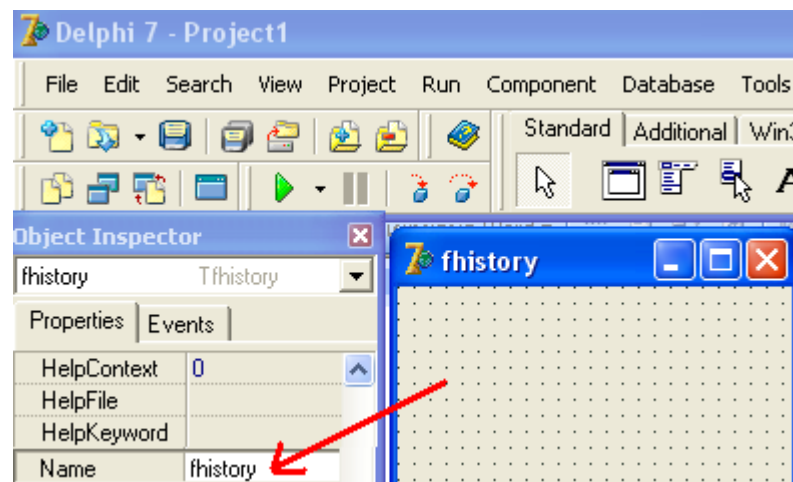 Delphi 7 - Project1
File Edit Search View Project Run Component Database Tools
Standard Additional Win3
Object Inspector
fhistory Tfhistory
fhistory
Properties Events
HelpContext 0
HelpFile
HelpKeyword
Name fhistory